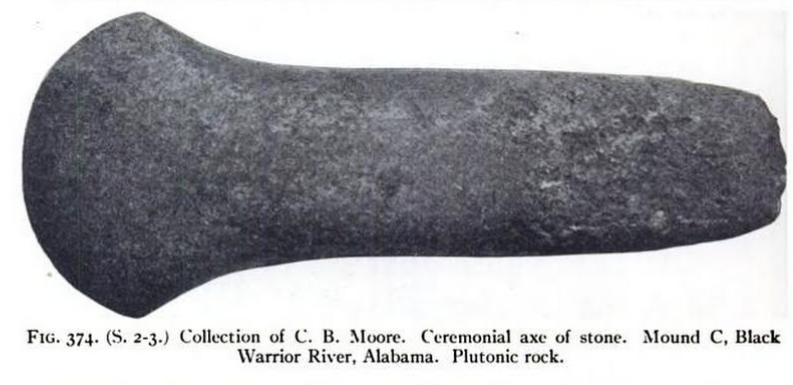 FIG. 374. (S. 2-3.) Collection of C. B. Moore. Ceremonial axe of stone. Mound C, Black
Warrior River, Alabama. Plutonic rock.